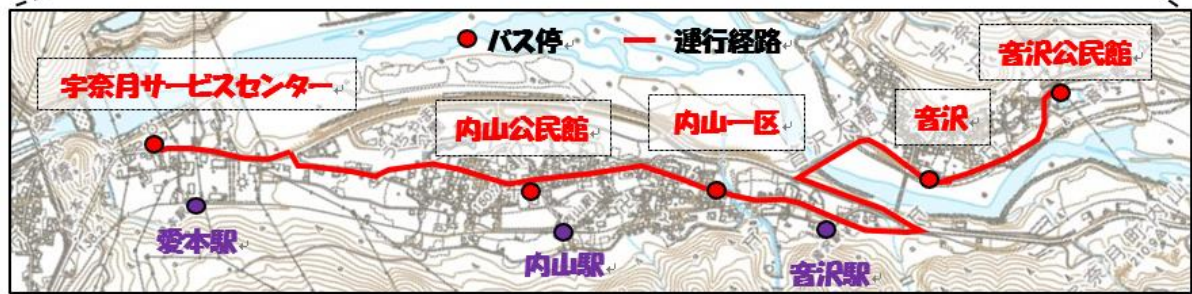 バス停 運行経路
音沢公民館
宇奈月サービスセンター
内山一区
音沢
内山公民館
愛本駅
内山駅
音沢駅